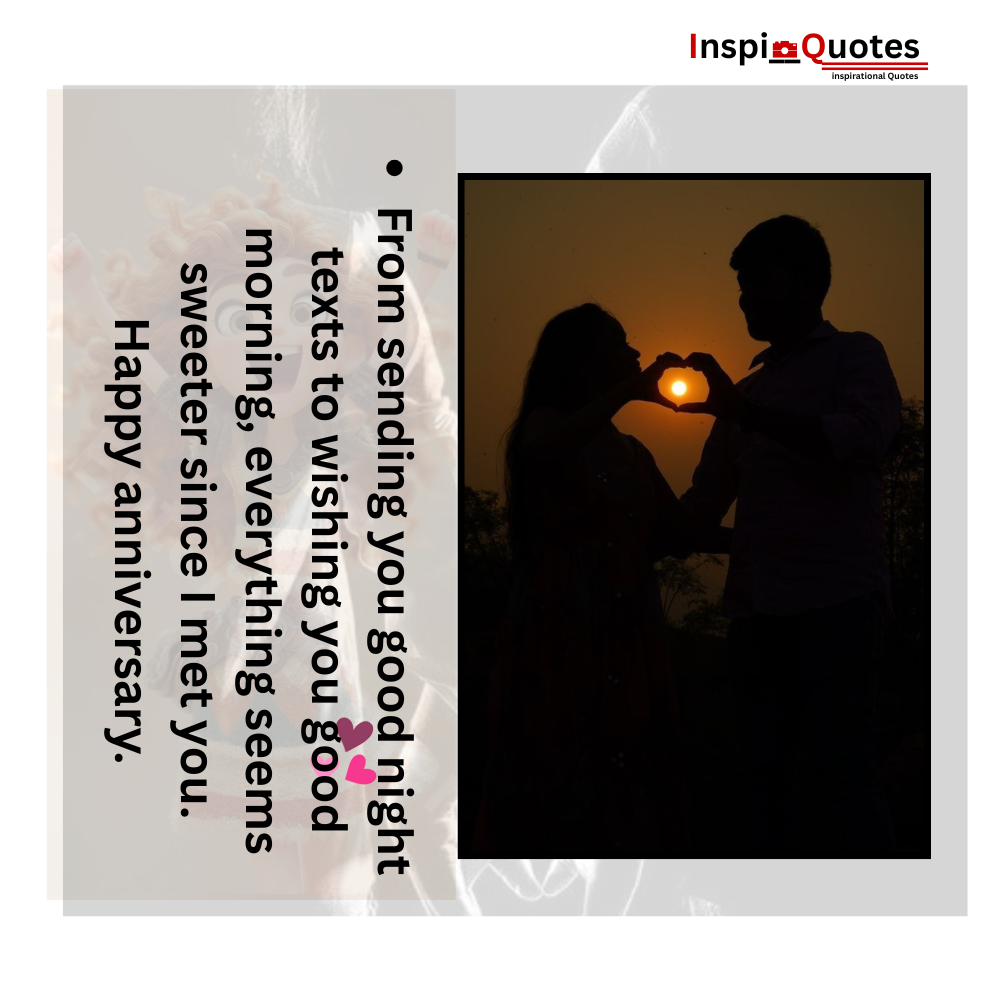 InspiQuotes
inspirational Quotes
• From sending you good night
texts to wishing you good
morning, everything seems
sweeter since I met you.
Happy anniversary.